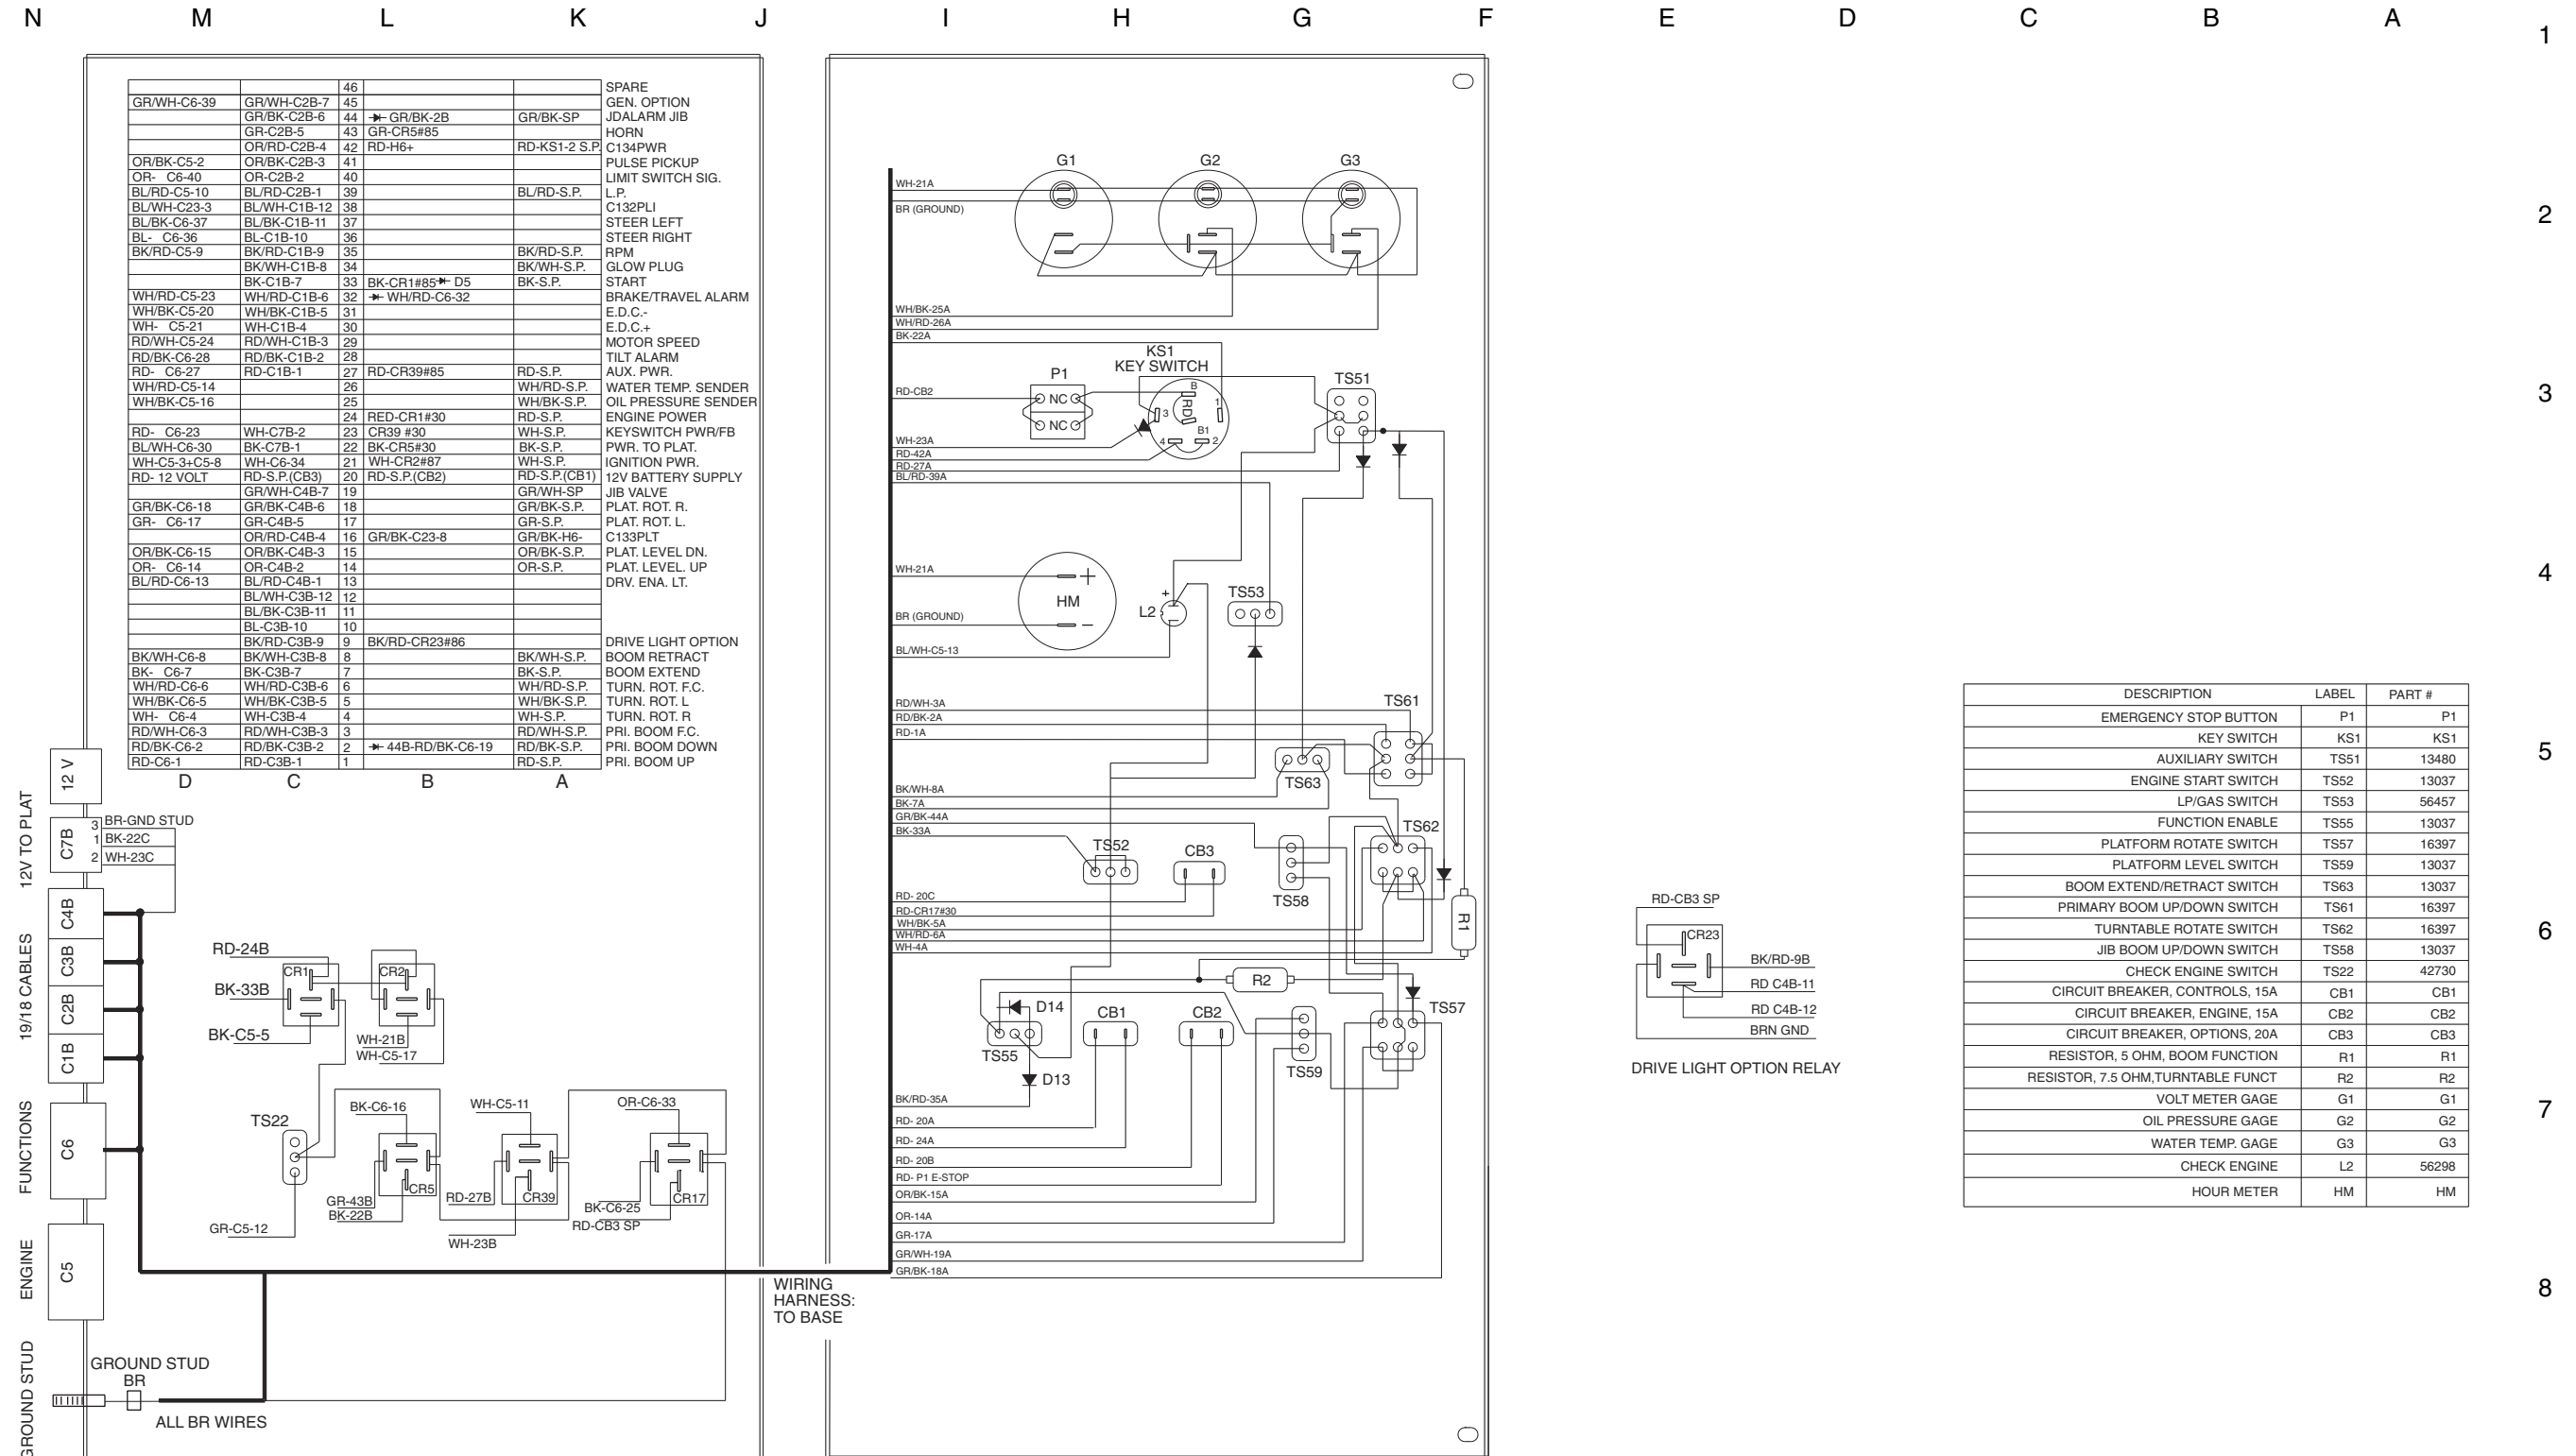 N M L K J I H G F E D C B A
1
2
3
4
5
6
7
8
46 SPARE
GR/WH-C6-39 GR/WH-C2B-7 45 GEN. OPTION
GR/BK-C2B-6 44 GR/BK-2B GR/BK-SP JDALARM JIB
GR-C2B-5 43 GR-CR5#85 HORN
OR/RD-C2B-4 42 RD-H6+ RD-KS1-2 S.P. C134PWR
OR/BK-C5-2 OR/BK-C2B-3 41 PULSE PICKUP
OR- C6-40 OR-C2B-2 40 LIMIT SWITCH SIG.
BL/RD-C5-10 BL/RD-C2B-1 39 BL/RD-S.P. L.P.
BL/WH-C23-3 BL/WH-C1B-12 38 C132PLI
BL/BK-C6-37 BL/BK-C1B-11 37 STEER LEFT
BL- C6-36 BL-C1B-10 36 STEER RIGHT
BK/RD-C5-9 BK/RD-C1B-9 35 BK/RD-S.P. RPM
BK/WH-C1B-8 34 BK/WH-S.P. GLOW PLUG
BK-C1B-7 33 BK-CR1#85 D5 BK-S.P. START
WH/RD-C5-23 WH/RD-C1B-6 32 WH/RD-C6-32 BRAKE/TRAVEL ALARM
WH/BK-C5-20 WH/BK-C1B-5 31 E.D.C.-
WH- C5-21 WH-C1B-4 30 E.D.C.+
RD/WH-C5-24 RD/WH-C1B-3 29 MOTOR SPEED
RD/BK-C6-28 RD/BK-C1B-2 28 TILT ALARM
RD- C6-27 RD-C1B-1 27 RD-CR39#85 RD-S.P. AUX. PWR.
WH/RD-C5-14 26 WH/RD-S.P. WATER TEMP. SENDER
WH/BK-C5-16 25 WH/BK-S.P. OIL PRESSURE SENDER
24 RED-CR1#30 RD-S.P. ENGINE POWER
RD- C6-23 WH-C7B-2 23 CR39 #30 WH-S.P. KEYSWITCH PWR/FB
BL/WH-C6-30 BK-C7B-1 22 BK-CR5#30 BK-S.P. PWR. TO PLAT.
WH-C5-3+C5-8 WH-C6-34 21 WH-CR2#87 WH-S.P. IGNITION PWR.
RD- 12 VOLT RD-S.P.(CB3) 20 RD-S.P.(CB2) RD-S.P.(CB1) 12V BATTERY SUPPLY
GR/WH-C4B-7 19 GR/WH-SP JIB VALVE
GR/BK-C6-18 GR/BK-C4B-6 18 GR/BK-S.P. PLAT. ROT. R.
GR- C6-17 GR-C4B-5 17 GR-S.P. PLAT. ROT. L.
OR/RD-C4B-4 16 GR/BK-C23-8 GR/BK-H6- C133PLT
OR/BK-C6-15 OR/BK-C4B-3 15 OR/BK-S.P. PLAT. LEVEL DN.
OR- C6-14 OR-C4B-2 14 OR-S.P. PLAT. LEVEL. UP
BL/RD-C6-13 BL/RD-C4B-1 13 DRV. ENA. LT.
BL/WH-C3B-12 12
BL/BK-C3B-11 11
BL-C3B-10 10
BK/RD-C3B-9 9 BK/RD-CR23#86 DRIVE LIGHT OPTION
BK/WH-C6-8 BK/WH-C3B-8 8 BK/WH-S.P. BOOM RETRACT
BK- C6-7 BK-C3B-7 7 BK-S.P. BOOM EXTEND
WH/RD-C6-6 WH/RD-C3B-6 6 WH/RD-S.P. TURN. ROT. F.C.
WH/BK-C6-5 WH/BK-C3B-5 5 WH/BK-S.P. TURN. ROT. L
WH- C6-4 WH-C3B-4 4 WH-S.P. TURN. ROT. R
RD/WH-C6-3 RD/WH-C3B-3 3 RD/WH-S.P. PRI. BOOM F.C.
RD/BK-C6-2 RD/BK-C3B-2 2 44B-RD/BK-C6-19 RD/BK-S.P. PRI. BOOM DOWN
RD-C6-1 RD-C3B-1 1 RD-S.P. PRI. BOOM UP
D C B A
12V TO PLAT
19/18 CABLES
FUNCTIONS
ENGINE
GROUND STUD
12 V
C7B
C4B
C3B
C2B
C1B
C6
C5
3 BR-GND STUD
1 BK-22C
2 WH-23C
RD-24B
CR1
CR2
BK-33B
BK-C5-5
WH-21B
WH-C5-17
TS22
BK-C6-16
WH-C5-11
OR-C6-33
CR5
CR39
CR17
GR-43B
BK-22B
RD-27B
BK-C6-25
RD-CB3 SP
GR-C5-12
WH-23B
GROUND STUD
BR
ALL BR WIRES
WIRING
HARNESS:
TO BASE
G1 G2 G3
WH-21A
BR (GROUND)
WH/BK-25A
WH/RD-26A
BK-22A
KS1
KEY SWITCH
P1
NC
NC
B
RD
1
3
B1
4
2
TS51
RD-CB2
WH-23A
RD-42A
RD-27A
BL/RD-39A
WH-21A
HM
+
−
L2
+
TS53
BR (GROUND)
BL/WH-C5-13
RD/WH-3A
RD/BK-2A
RD-1A
TS61
TS63
BK/WH-8A
BK-7A
GR/BK-44A
BK-33A
TS52
CB3
TS58
TS62
RD- 20C
RD-CR17#30
WH/BK-5A
WH/RD-6A
WH-4A
R1
R2
D14
TS55
D13
CB1
CB2
TS59
TS57
BK/RD-35A
RD- 20A
RD- 24A
RD- 20B
RD- P1 E-STOP
OR/BK-15A
OR-14A
GR-17A
GR/WH-19A
GR/BK-18A
RD-CB3 SP
CR23
BK/RD-9B
RD C4B-11
RD C4B-12
BRN GND
DRIVE LIGHT OPTION RELAY
DESCRIPTION LABEL PART #
EMERGENCY STOP BUTTON P1 P1
KEY SWITCH KS1 KS1
AUXILIARY SWITCH TS51 13480
ENGINE START SWITCH TS52 13037
LP/GAS SWITCH TS53 56457
FUNCTION ENABLE TS55 13037
PLATFORM ROTATE SWITCH TS57 16397
PLATFORM LEVEL SWITCH TS59 13037
BOOM EXTEND/RETRACT SWITCH TS63 13037
PRIMARY BOOM UP/DOWN SWITCH TS61 16397
TURNTABLE ROTATE SWITCH TS62 16397
JIB BOOM UP/DOWN SWITCH TS58 13037
CHECK ENGINE SWITCH TS22 42730
CIRCUIT BREAKER, CONTROLS, 15A CB1 CB1
CIRCUIT BREAKER, ENGINE, 15A CB2 CB2
CIRCUIT BREAKER, OPTIONS, 20A CB3 CB3
RESISTOR, 5 OHM, BOOM FUNCTION R1 R1
RESISTOR, 7.5 OHM,TURNTABLE FUNCT R2 R2
VOLT METER GAGE G1 G1
OIL PRESSURE GAGE G2 G2
WATER TEMP. GAGE G3 G3
CHECK ENGINE L2 56298
HOUR METER HM HM